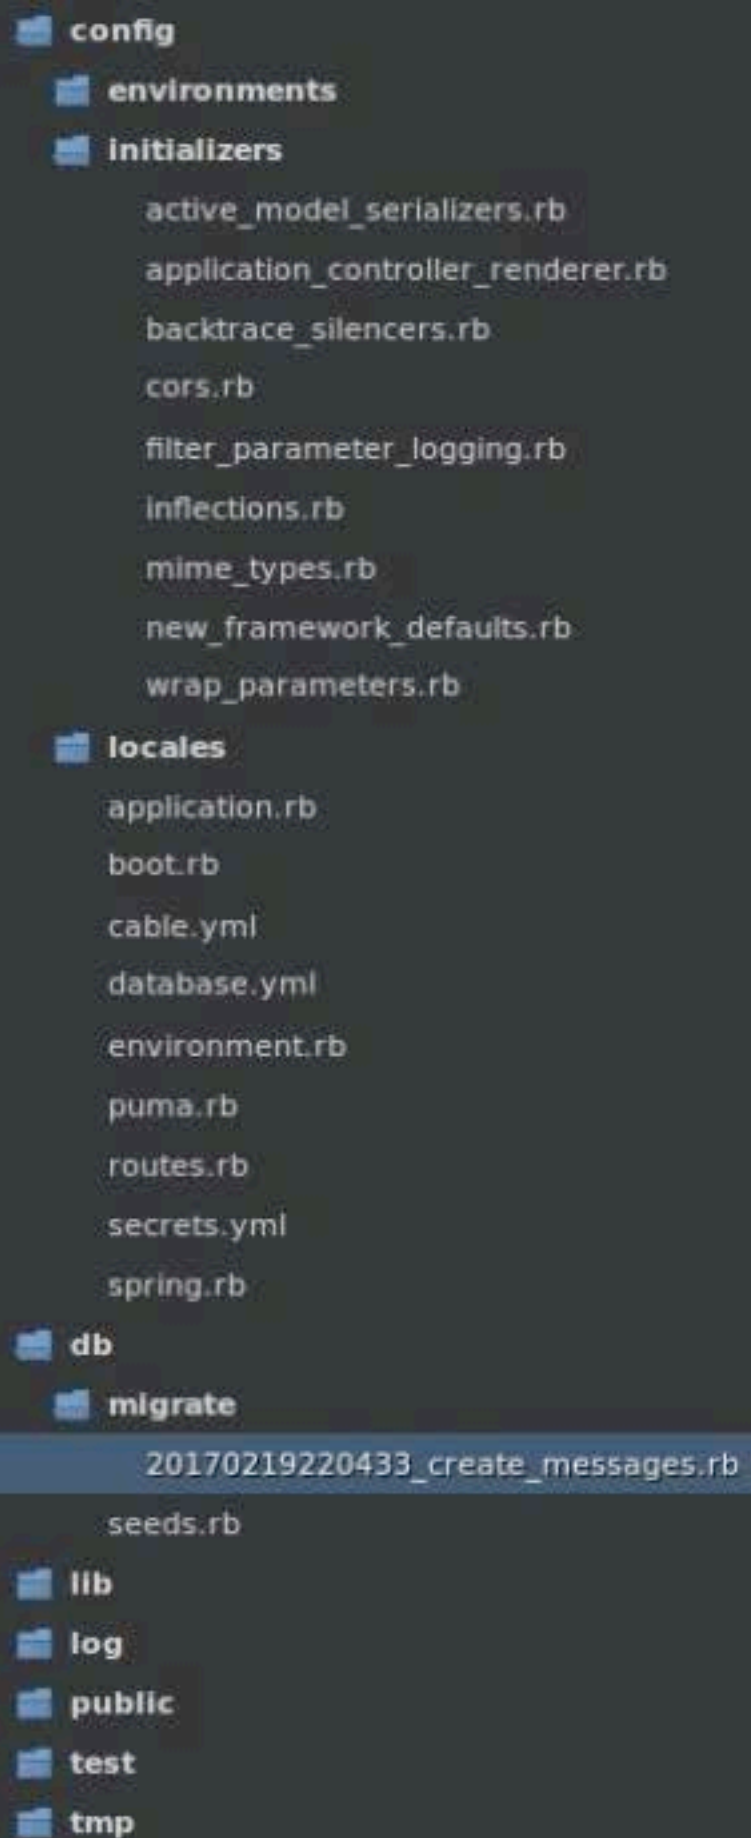 config
environments
initializers
active_model_serializers.rb
application_controller_renderer.rb
backtrace_silencers.rb
cors.rb
filter_parameter_logging.rb
inflections.rb
mime_types.rb
new_framework_defaults.rb
wrap_parameters.rb
locales
application.rb
boot.rb
cable.yml
database.yml
environment.rb
puma.rb
routes.rb
secrets.yml
spring.rb
db
migrate
20170219220433_create_messages.rb
seeds.rb
lib
log
public
test
tmp